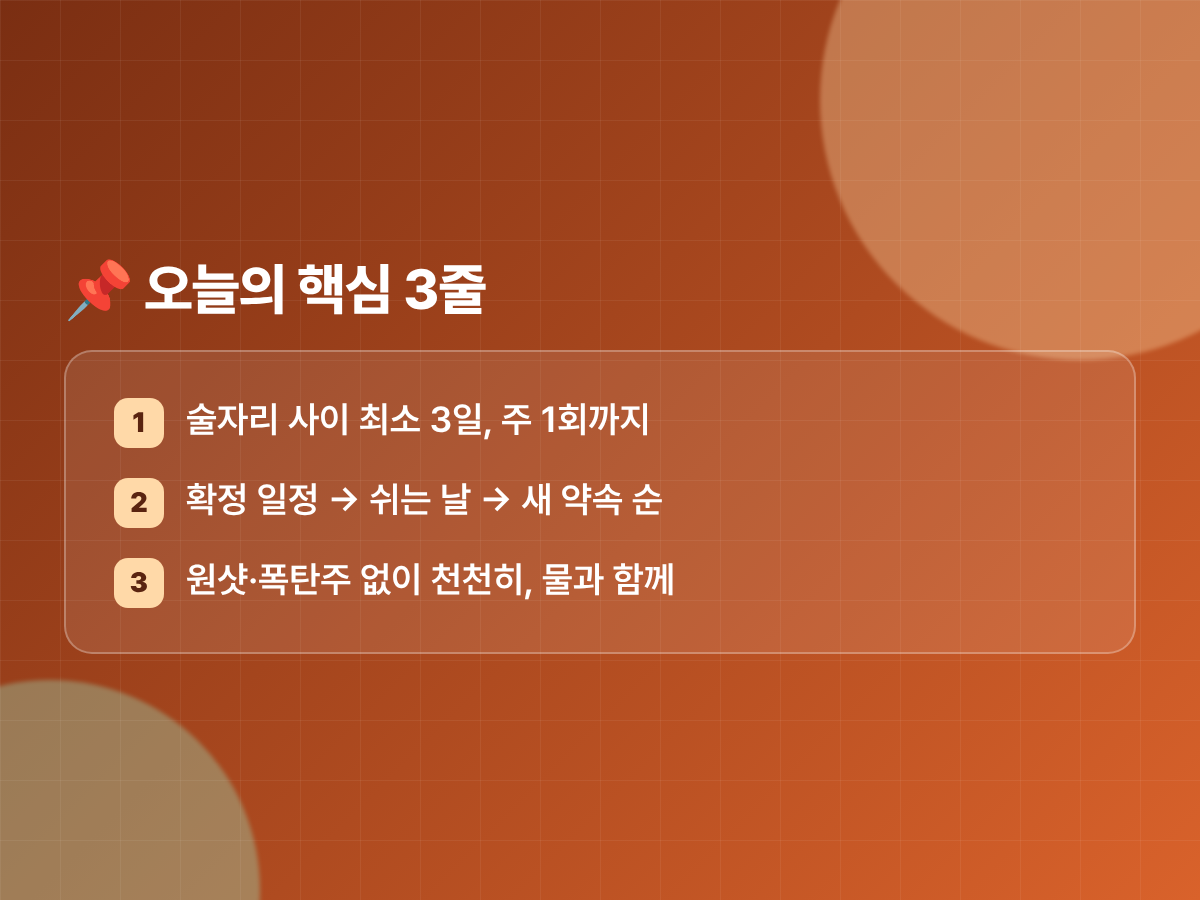 📌 오늘의 핵심 3줄
1 술자리 사이 최소 3일, 주 1회까지
2 확정 일정 → 쉬는 날 → 새 약속 순
3 원샷·폭탄주 없이 천천히, 물과 함께